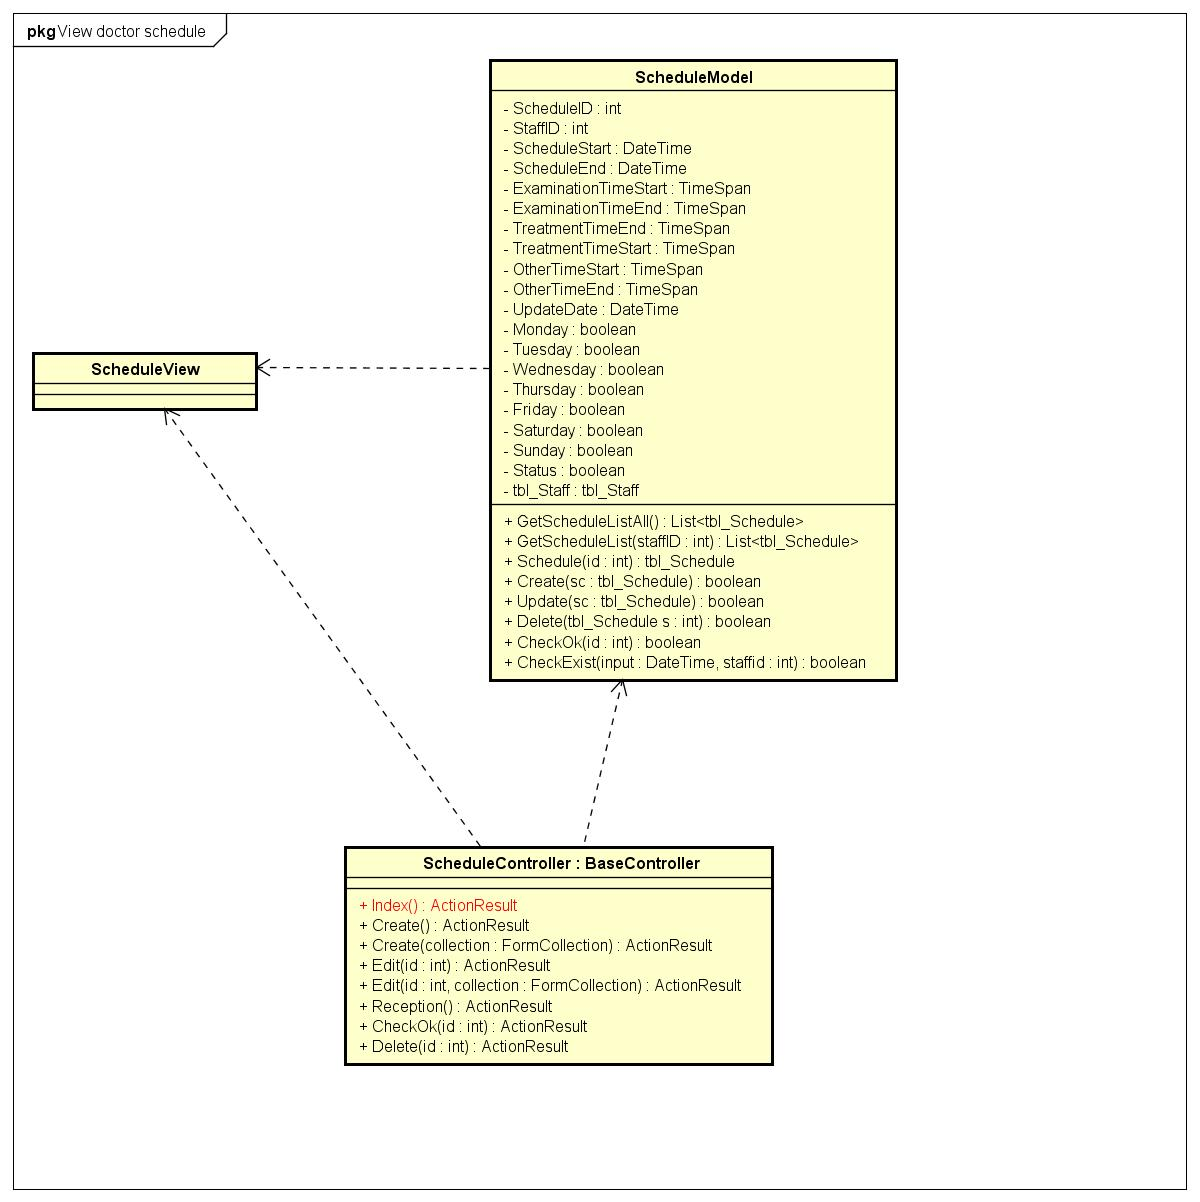 pkg View doctor schedule
ScheduleModel
- ScheduleID : int
- StaffID : int
- ScheduleStart : DateTime
- ScheduleEnd : DateTime
- ExaminationTimeStart : TimeSpan
- ExaminationTimeEnd : TimeSpan
- TreatmentTimeEnd : TimeSpan
- TreatmentTimeStart : TimeSpan
- OtherTimeStart : TimeSpan
- OtherTimeEnd : TimeSpan
- UpdateDate : DateTime
- Monday : boolean
- Tuesday : boolean
- Wednesday : boolean
- Thursday : boolean
- Friday : boolean
- Saturday : boolean
- Sunday : boolean
- Status : boolean
- tbl_Staff : tbl_Staff
+ GetScheduleListAll() : List<tbl_Schedule>
+ GetScheduleList(staffID : int) : List<tbl_Schedule>
+ Schedule(id : int) : tbl_Schedule
+ Create(sc : tbl_Schedule) : boolean
+ Update(sc : tbl_Schedule) : boolean
+ Delete(tbl_Schedule s : int) : boolean
+ CheckOk(id : int) : boolean
+ CheckExist(input : DateTime, staffid : int) : boolean
ScheduleView
ScheduleController : BaseController
+ Index() : ActionResult
+ Create() : ActionResult
+ Create(collection : FormCollection) : ActionResult
+ Edit(id : int) : ActionResult
+ Edit(id : int, collection : FormCollection) : ActionResult
+ Reception() : ActionResult
+ CheckOk(id : int) : ActionResult
+ Delete(id : int) : ActionResult